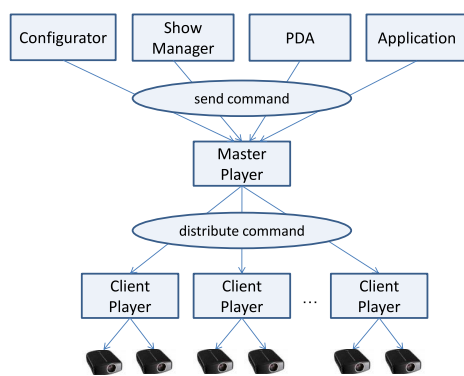 Configurator
Show
Manager
PDA
Application
send command
Master
Player
distribute command
Client
Player
Client
Player
...
Client
Player